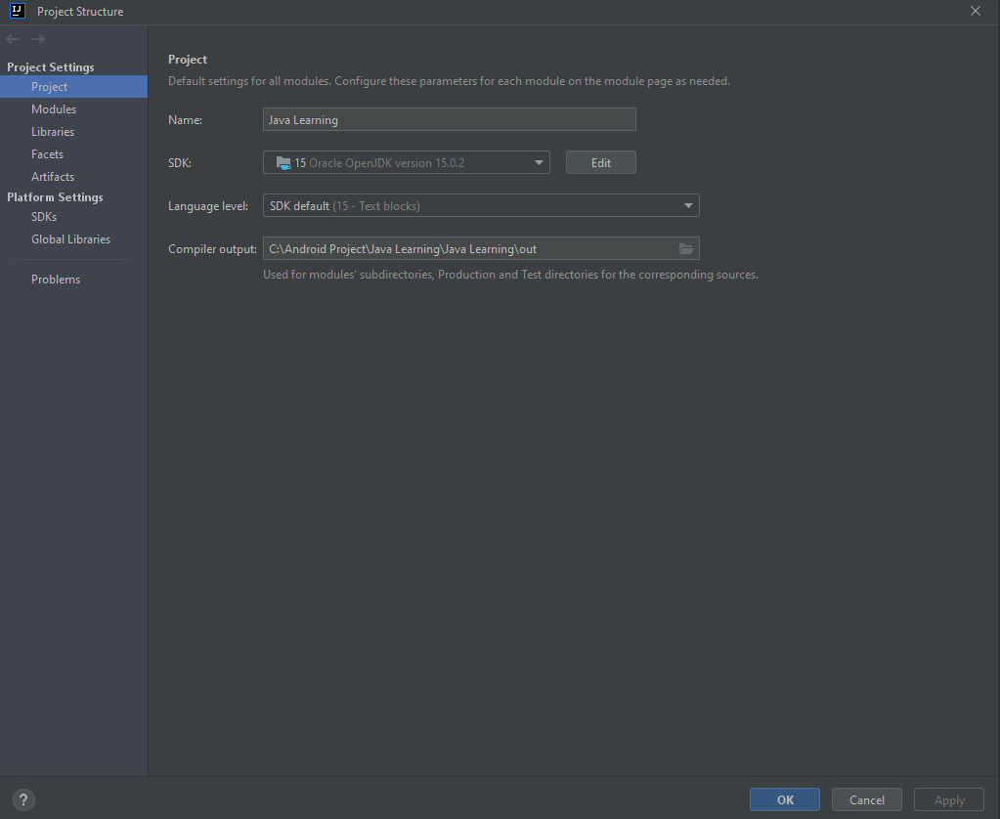 Project Structure
Project Settings
Project
Modules
Libraries
Facets
Artifacts
Platform Settings
SDKs
Global Libraries
Problems
Project
Default settings for all modules. Configure these parameters for each module on the module page as needed.
Name: Java Learning
SDK: 15 Oracle OpenJDK version 15.0.2 Edit
Language level: SDK default (15 - Text blocks)
Compiler output: C:\Android Project\Java Learning\Java Learning\out
Used for modules' subdirectories, Production and Test directories for the corresponding sources.
? OK Cancel Apply